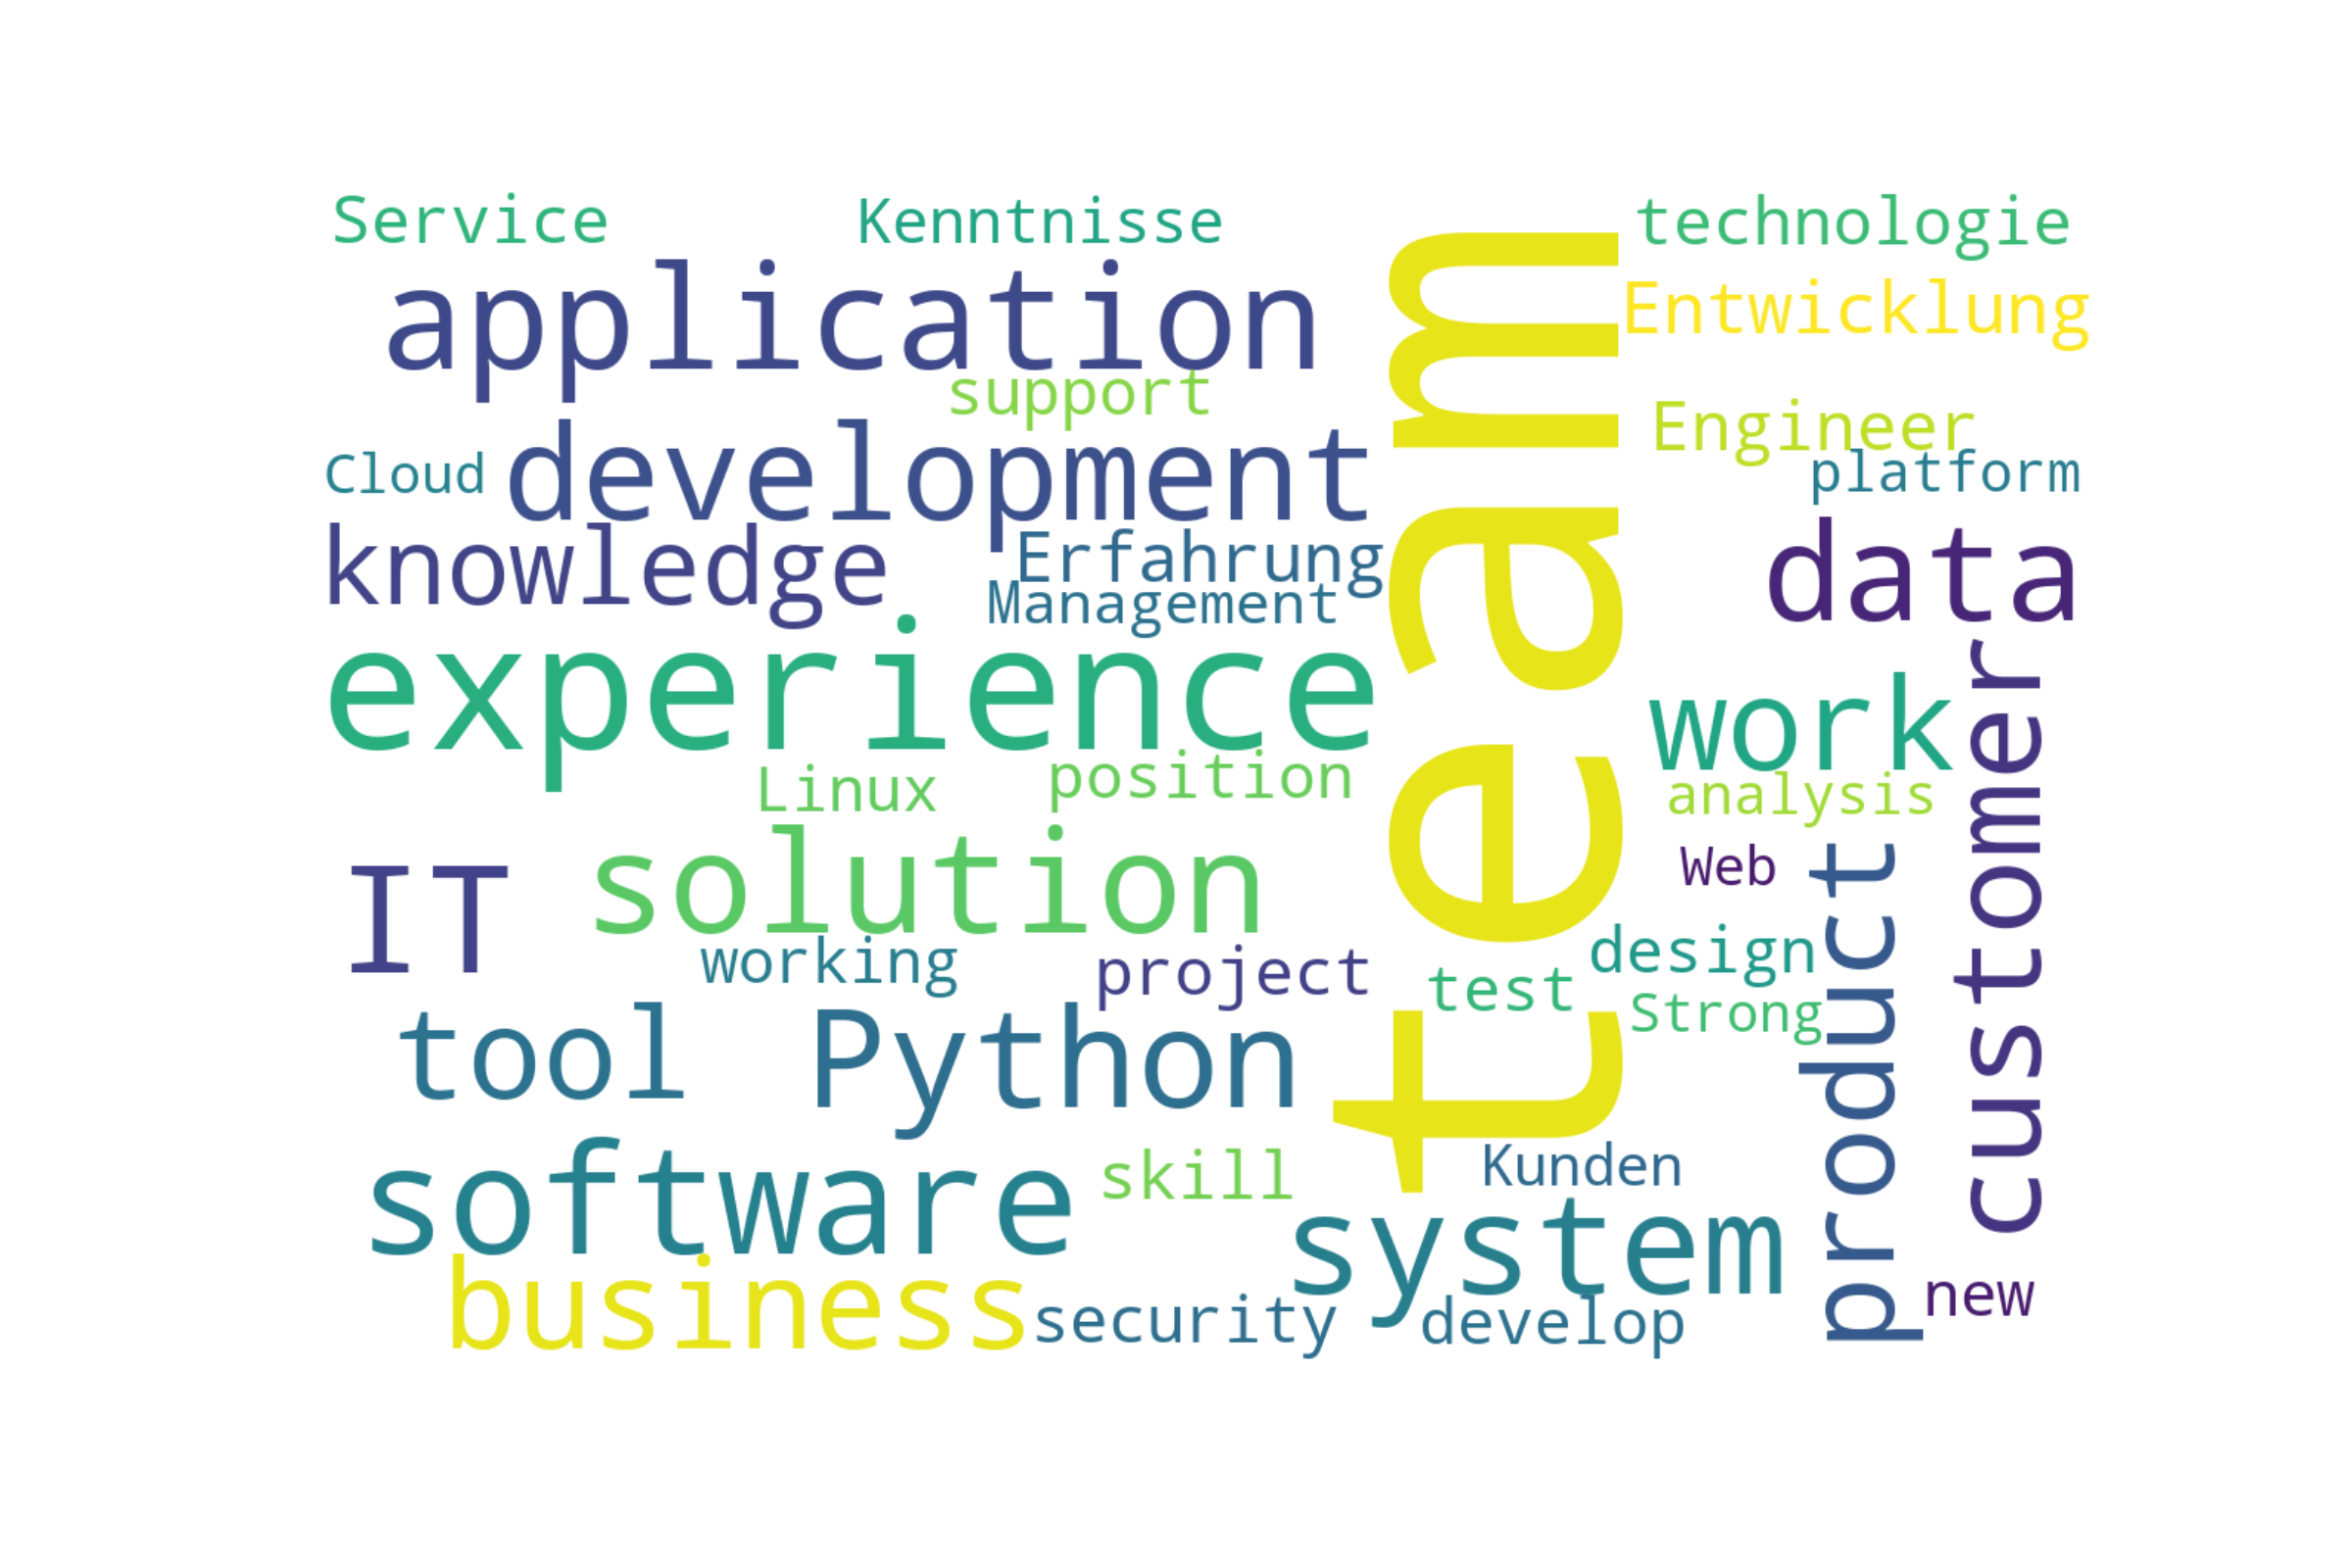 Service
Kenntnisse
technologie
application
Entwicklung
support
Engineer
Cloud
development
platform
knowledge
Erfahrung
data
Management
team
experience
work
customer
Linux
position
analysis
IT
solution
Web
product
working
project
design
test
Strong
tool
Python
software
skill
Kunden
system
business
security
develop
new